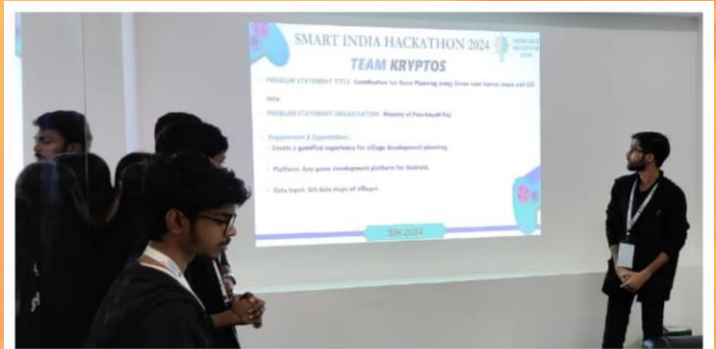 SMART INDIA HACKATHON 2024
TEAM KRYPTOS
PROBLEM STATEMENT TITLE: Gamification for Rural Planning using Drone land Survey maps and GIS
data.
PROBLEM STATEMENT ORGANISATION: Ministry of Panchayati Raj.
Requirement & Expectations :
Create a gamified experience for village development planning.
Platform: Any game development platform for Android.
Data Input: GIS data maps of villages.
SIH 2024